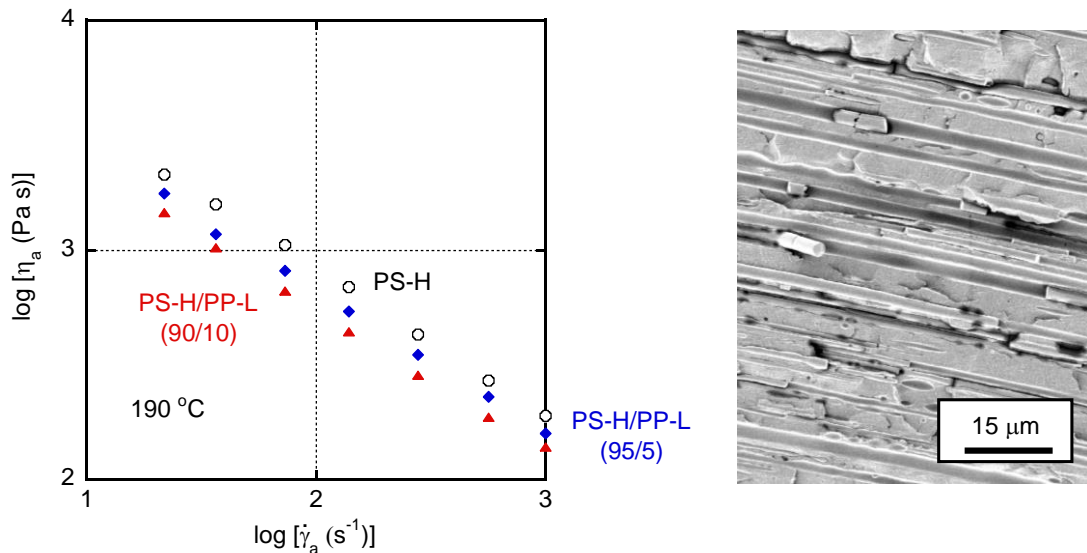 4
3
2
1
2
3
log [ηₐ (Pa s)]
log [γ̇ₐ (s⁻¹)]
PS-H
PS-H/PP-L
(90/10)
190 °C
PS-H/PP-L
(95/5)
15 μm